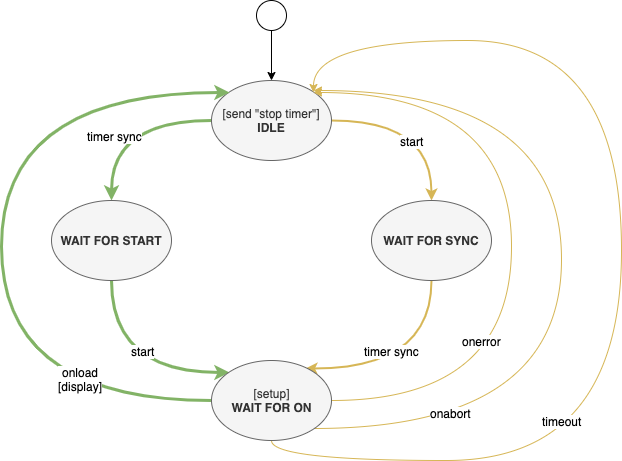 [send "stop timer"]
IDLE
timer sync
start
WAIT FOR START
WAIT FOR SYNC
start
timer sync
onerror
onload
[display]
[setup]
WAIT FOR ON
onabort
timeout